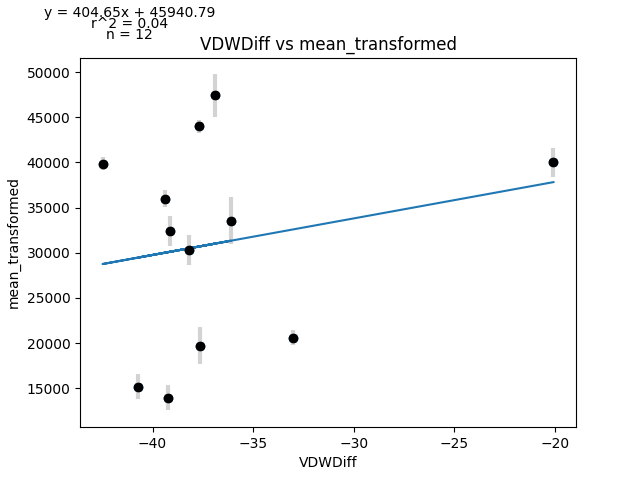 y = 404.65x + 45940.79
r^2 = 0.04
n = 12
VDWDiff vs mean_transformed
50000
45000
40000
35000
30000
25000
20000
15000
mean_transformed
−40
−35
−30
−25
−20
VDWDiff